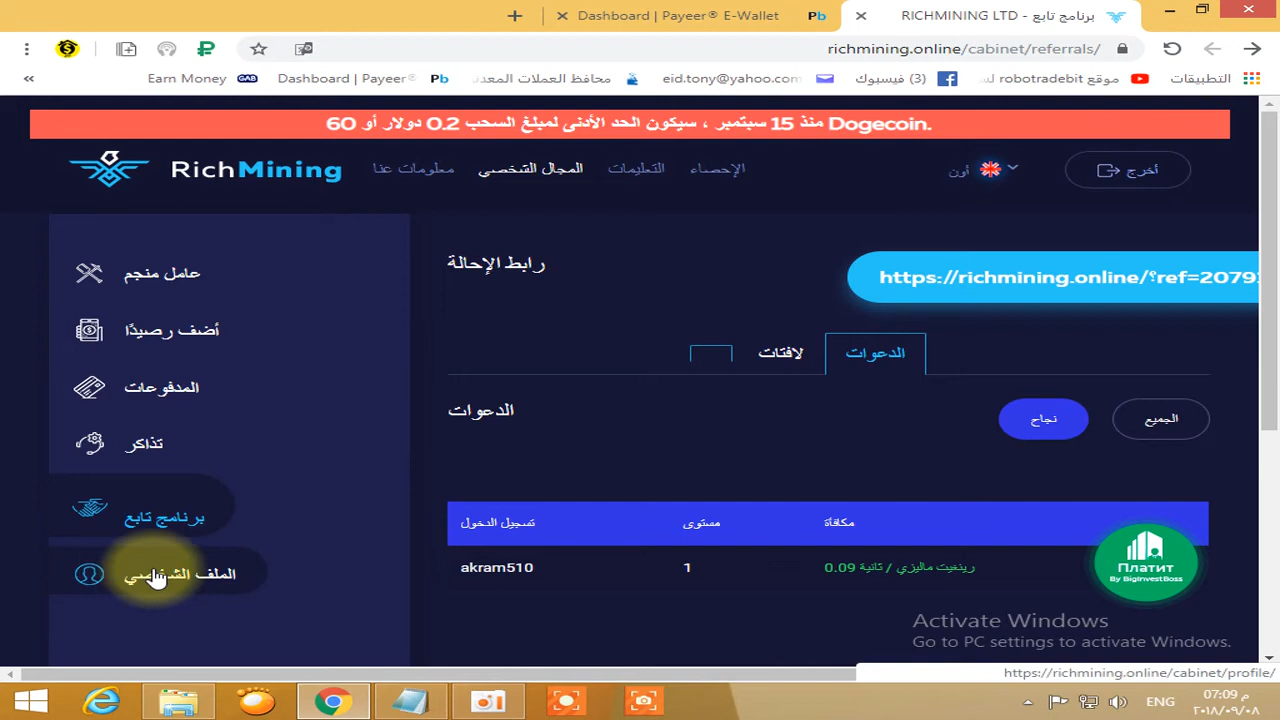 Dashboard | Payeer® E-Wallet
Pb
RICHMINING LTD - برنامج تابع
richmining.online/cabinet/referrals/
«
Earn Money
GAB
Dashboard | Payeer®
Pb
محافظ العملات المعدن
eid.tony@yahoo.com
(3) فيسبوك
موقع robotradebit
التطبيقات
منذ 15 سبتمبر ، سيكون الحد الأدنى لمبلغ السحب 0.2 دولار أو 60 Dogecoin.
RichMining
معلومات عنا
المجال الشخصي
التعليمات
الإحصاء
أون
أخرج
عامل منجم
أضف رصيدًا
المدفوعات
تذاكر
برنامج تابع
الملف الشخصي
رابط الإحالة
https://richmining.online/؟ref=2079
لافتات
الدعوات
الدعوات
نجاح
الجميع
تسجيل الدخول
مستوى
مكافأة
akram510
1
0.09 رينغيت ماليزي / ثانية
Платит
By BigInvestBoss
Activate Windows
Go to PC settings to activate Windows.
https://richmining.online/cabinet/profile/
ENG
07:09 م
٢٠١٨/٠٩/٠٨